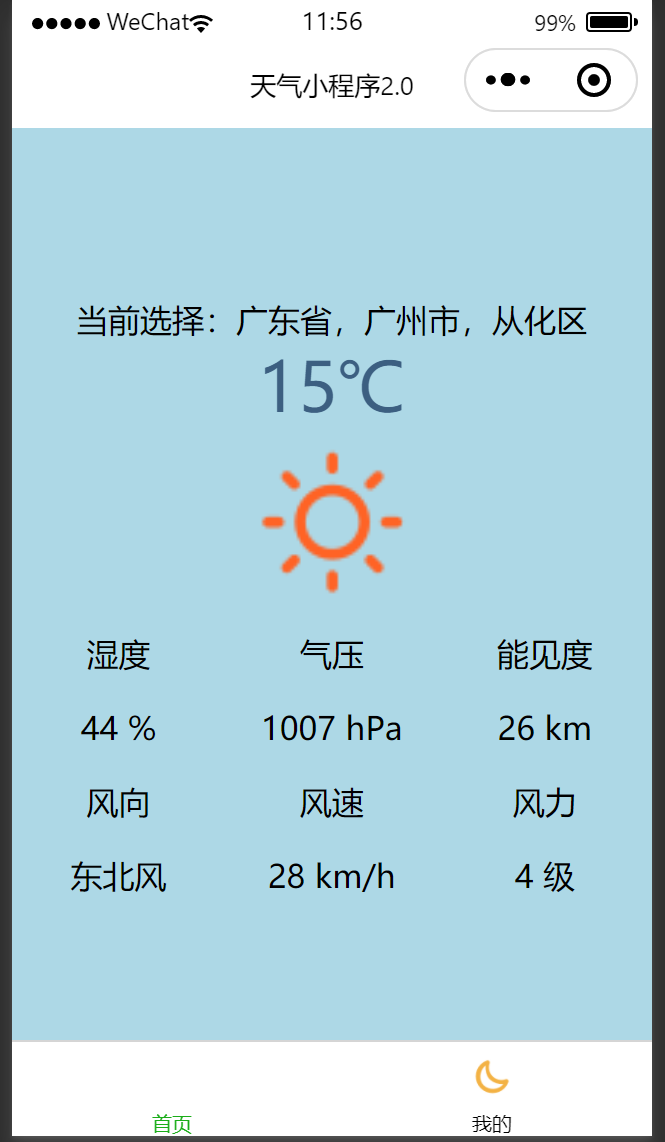 WeChat 11:56 99%
天气小程序2.0
当前选择：广东省，广州市，从化区
15℃
湿度 气压 能见度
44 % 1007 hPa 26 km
风向 风速 风力
东北风 28 km/h 4 级
首页 我的